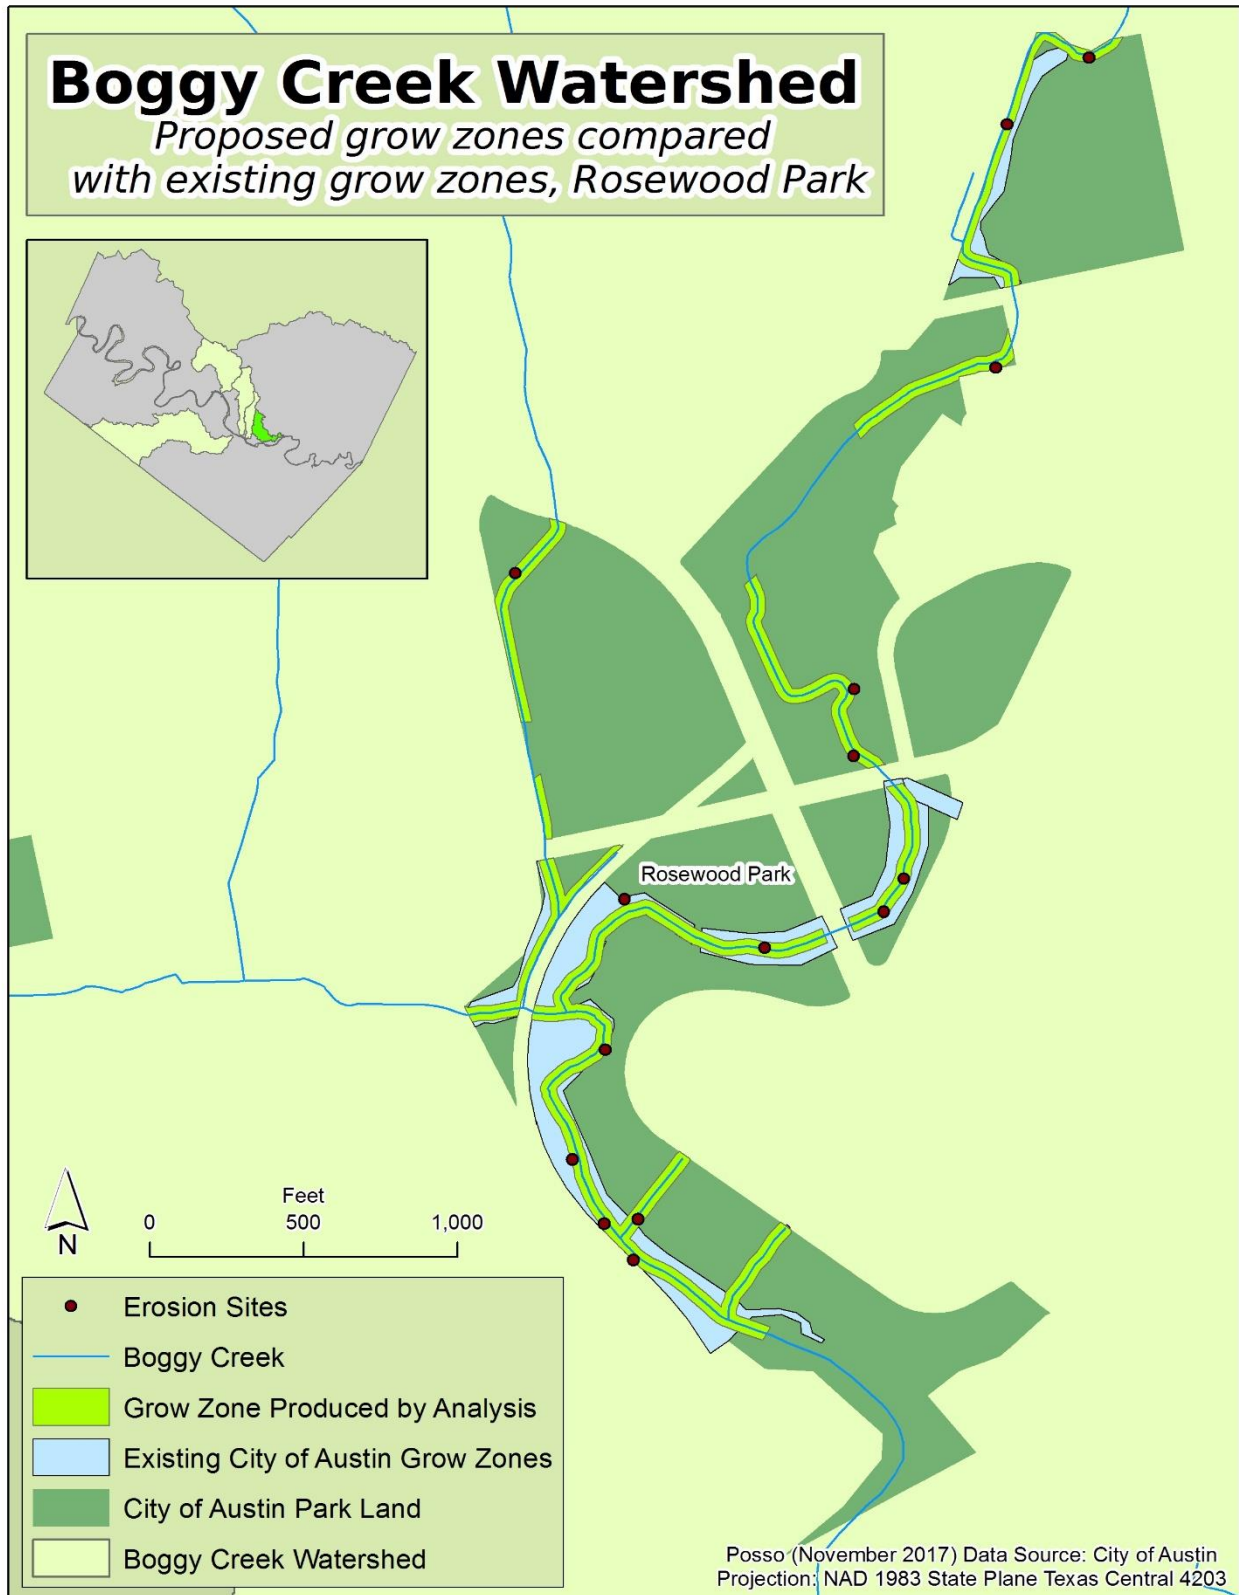 Boggy Creek Watershed
Proposed grow zones compared
with existing grow zones, Rosewood Park
Rosewood Park
N
Feet
0 500 1,000
Erosion Sites
Boggy Creek
Grow Zone Produced by Analysis
Existing City of Austin Grow Zones
City of Austin Park Land
Boggy Creek Watershed
Posso (November 2017) Data Source: City of Austin
Projection: NAD 1983 State Plane Texas Central 4203